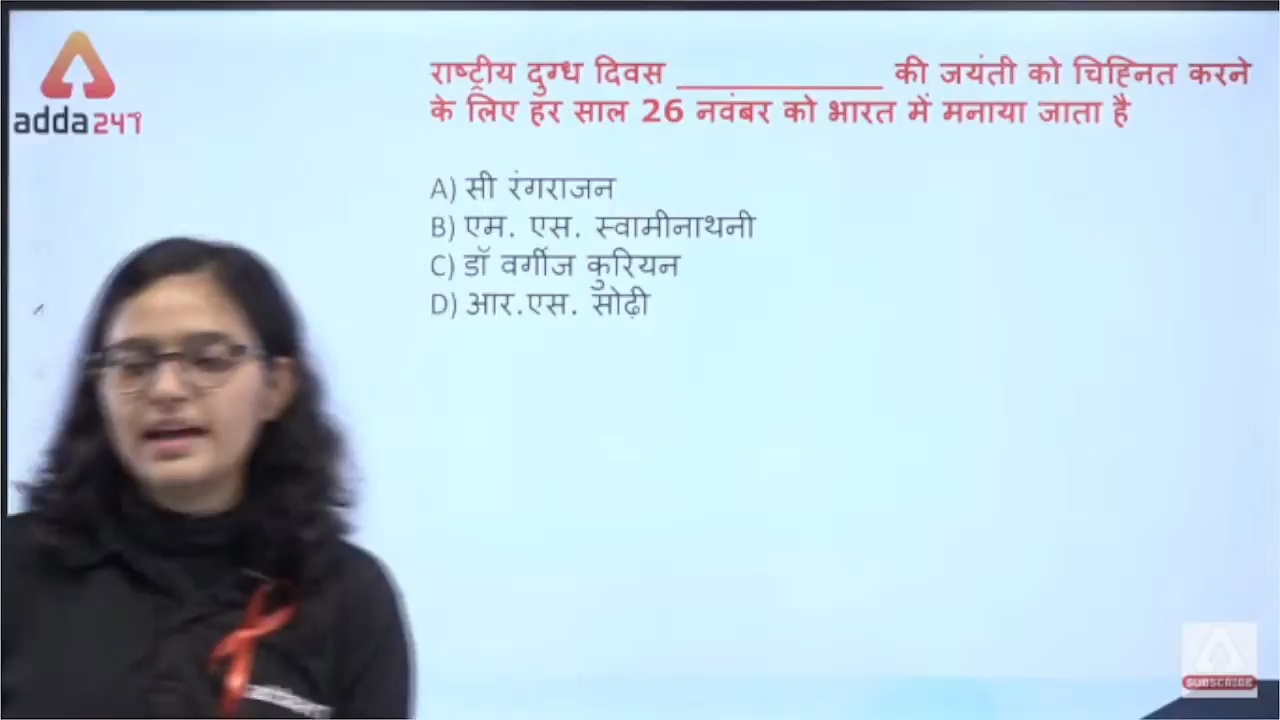 adda247
राष्ट्रीय दुग्ध दिवस ____________ की जयंती को चिह्नित करने
के लिए हर साल 26 नवंबर को भारत में मनाया जाता है
A) सी रंगराजन
B) एम. एस. स्वामीनाथनी
C) डॉ वर्गीज कुरियन
D) आर.एस. सोढ़ी
SUBSCRIBE